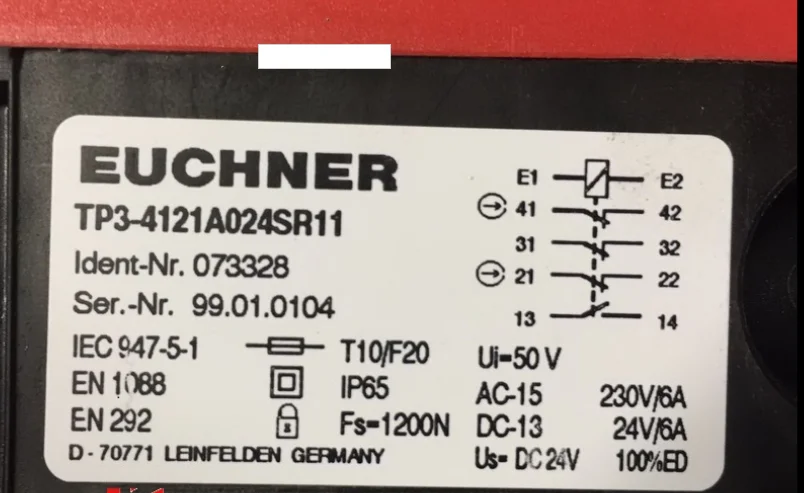 EUCHNER
TP3-4121A024SR11
Ident-Nr. 073328
Ser.-Nr. 99.01.0104
IEC 947-5-1
EN 1088
EN 292
T10/F20
IP65
Fs=1200N
D - 70771 LEINFELDEN GERMANY
E1 E2
41 42
31 32
21 22
13 14
Ui=50 V
AC-15 230V/6A
DC-13 24V/6A
Us= DC 24V 100%ED